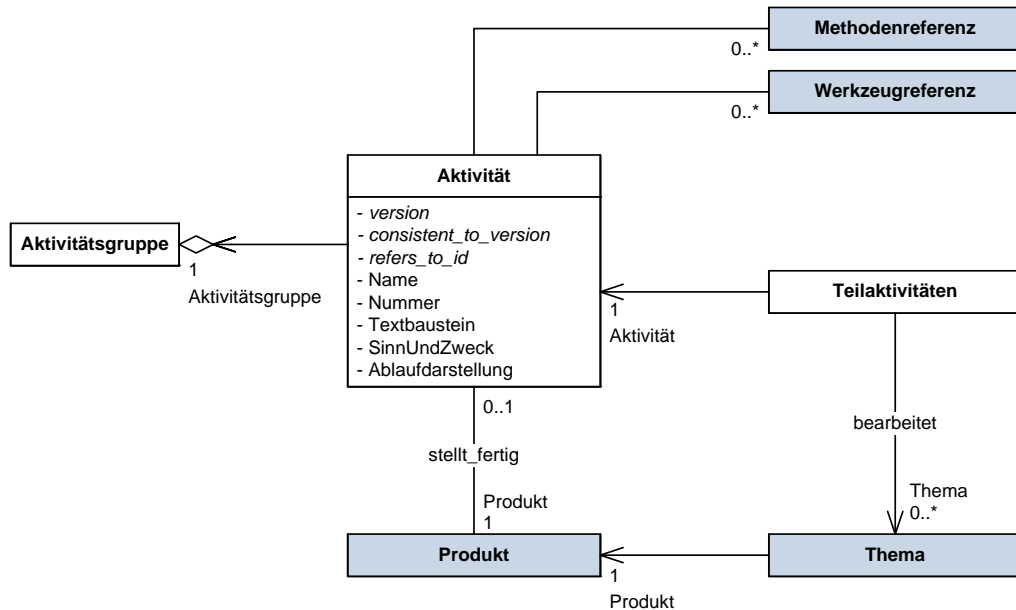 Methodenreferenz
0..*
Werkzeugreferenz
0..*
Aktivität
- version
- consistent_to_version
- refers_to_id
- Name
- Nummer
- Textbaustein
- SinnUndZweck
- Ablaufdarstellung
Aktivitätsgruppe
1
Aktivitätsgruppe
Teilaktivitäten
1
Aktivität
0..1
bearbeitet
stellt_fertig
Thema
0..*
Produkt
1
Produkt
Thema
1
Produkt